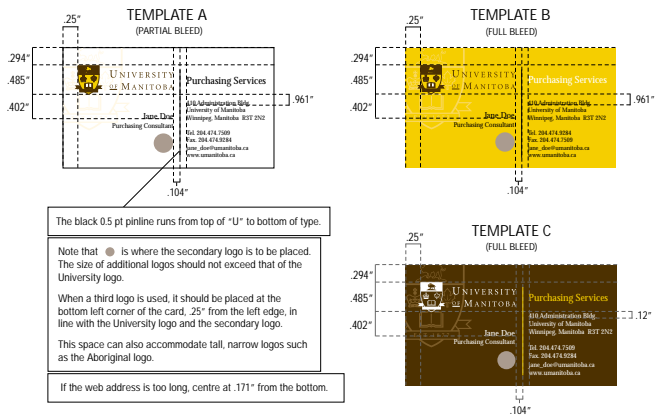 TEMPLATE A
(PARTIAL BLEED)
.25"
.294"
.485"
.402"
UNIVERSITY
OF MANITOBA
Purchasing Services
Jane Doe
Purchasing Consultant
410 Administration Bldg.
University of Manitoba
Winnipeg, Manitoba R3T 2N2
Tel. 204.474.7509
Fax. 204.474.9284
jane_doe@umanitoba.ca
www.umanitoba.ca
.961"
.104"
TEMPLATE B
(FULL BLEED)
.25"
.294"
.485"
.402"
UNIVERSITY
OF MANITOBA
Purchasing Services
Jane Doe
Purchasing Consultant
410 Administration Bldg.
University of Manitoba
Winnipeg, Manitoba R3T 2N2
Tel. 204.474.9284
Fax. 204.474.7509
jane_doe@umanitoba.ca
www.umanitoba.ca
.961"
.104"
The black 0.5 pt pinline runs from top of "U" to bottom of type.
Note that is where the secondary logo is to be placed.
The size of additional logos should not exceed that of the
University logo.
When a third logo is used, it should be placed at the
bottom left corner of the card, .25" from the left edge, in
line with the University logo and the secondary logo.
This space can also accommodate tall, narrow logos such
as the Aboriginal logo.
If the web address is too long, centre at .171" from the bottom.
TEMPLATE C
(FULL BLEED)
.25"
.294"
.485"
.402"
UNIVERSITY
OF MANITOBA
Purchasing Services
Jane Doe
Purchasing Consultant
410 Administration Bldg.
University of Manitoba
Winnipeg, Manitoba R3T 2N2
Tel. 204.474.7509
Fax. 204.474.9284
jane_doe@umanitoba.ca
www.umanitoba.ca
.12"
.104"